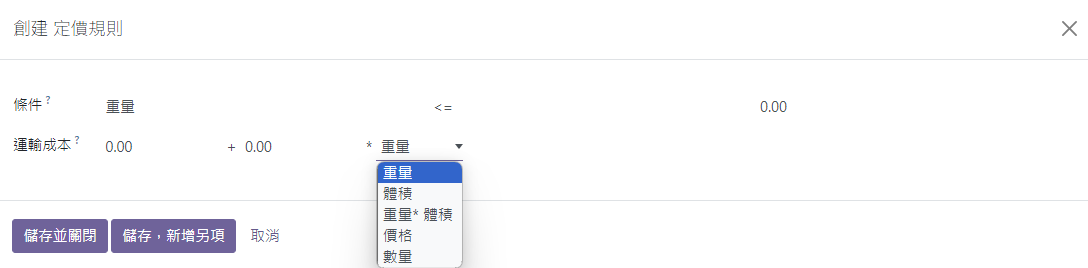 創建 定價規則
條件 ? 重量 <= 0.00
運輸成本 ? 0.00 + 0.00 * 重量
重量
體積
重量* 體積
價格
數量
儲存並關閉 儲存，新增另項 取消